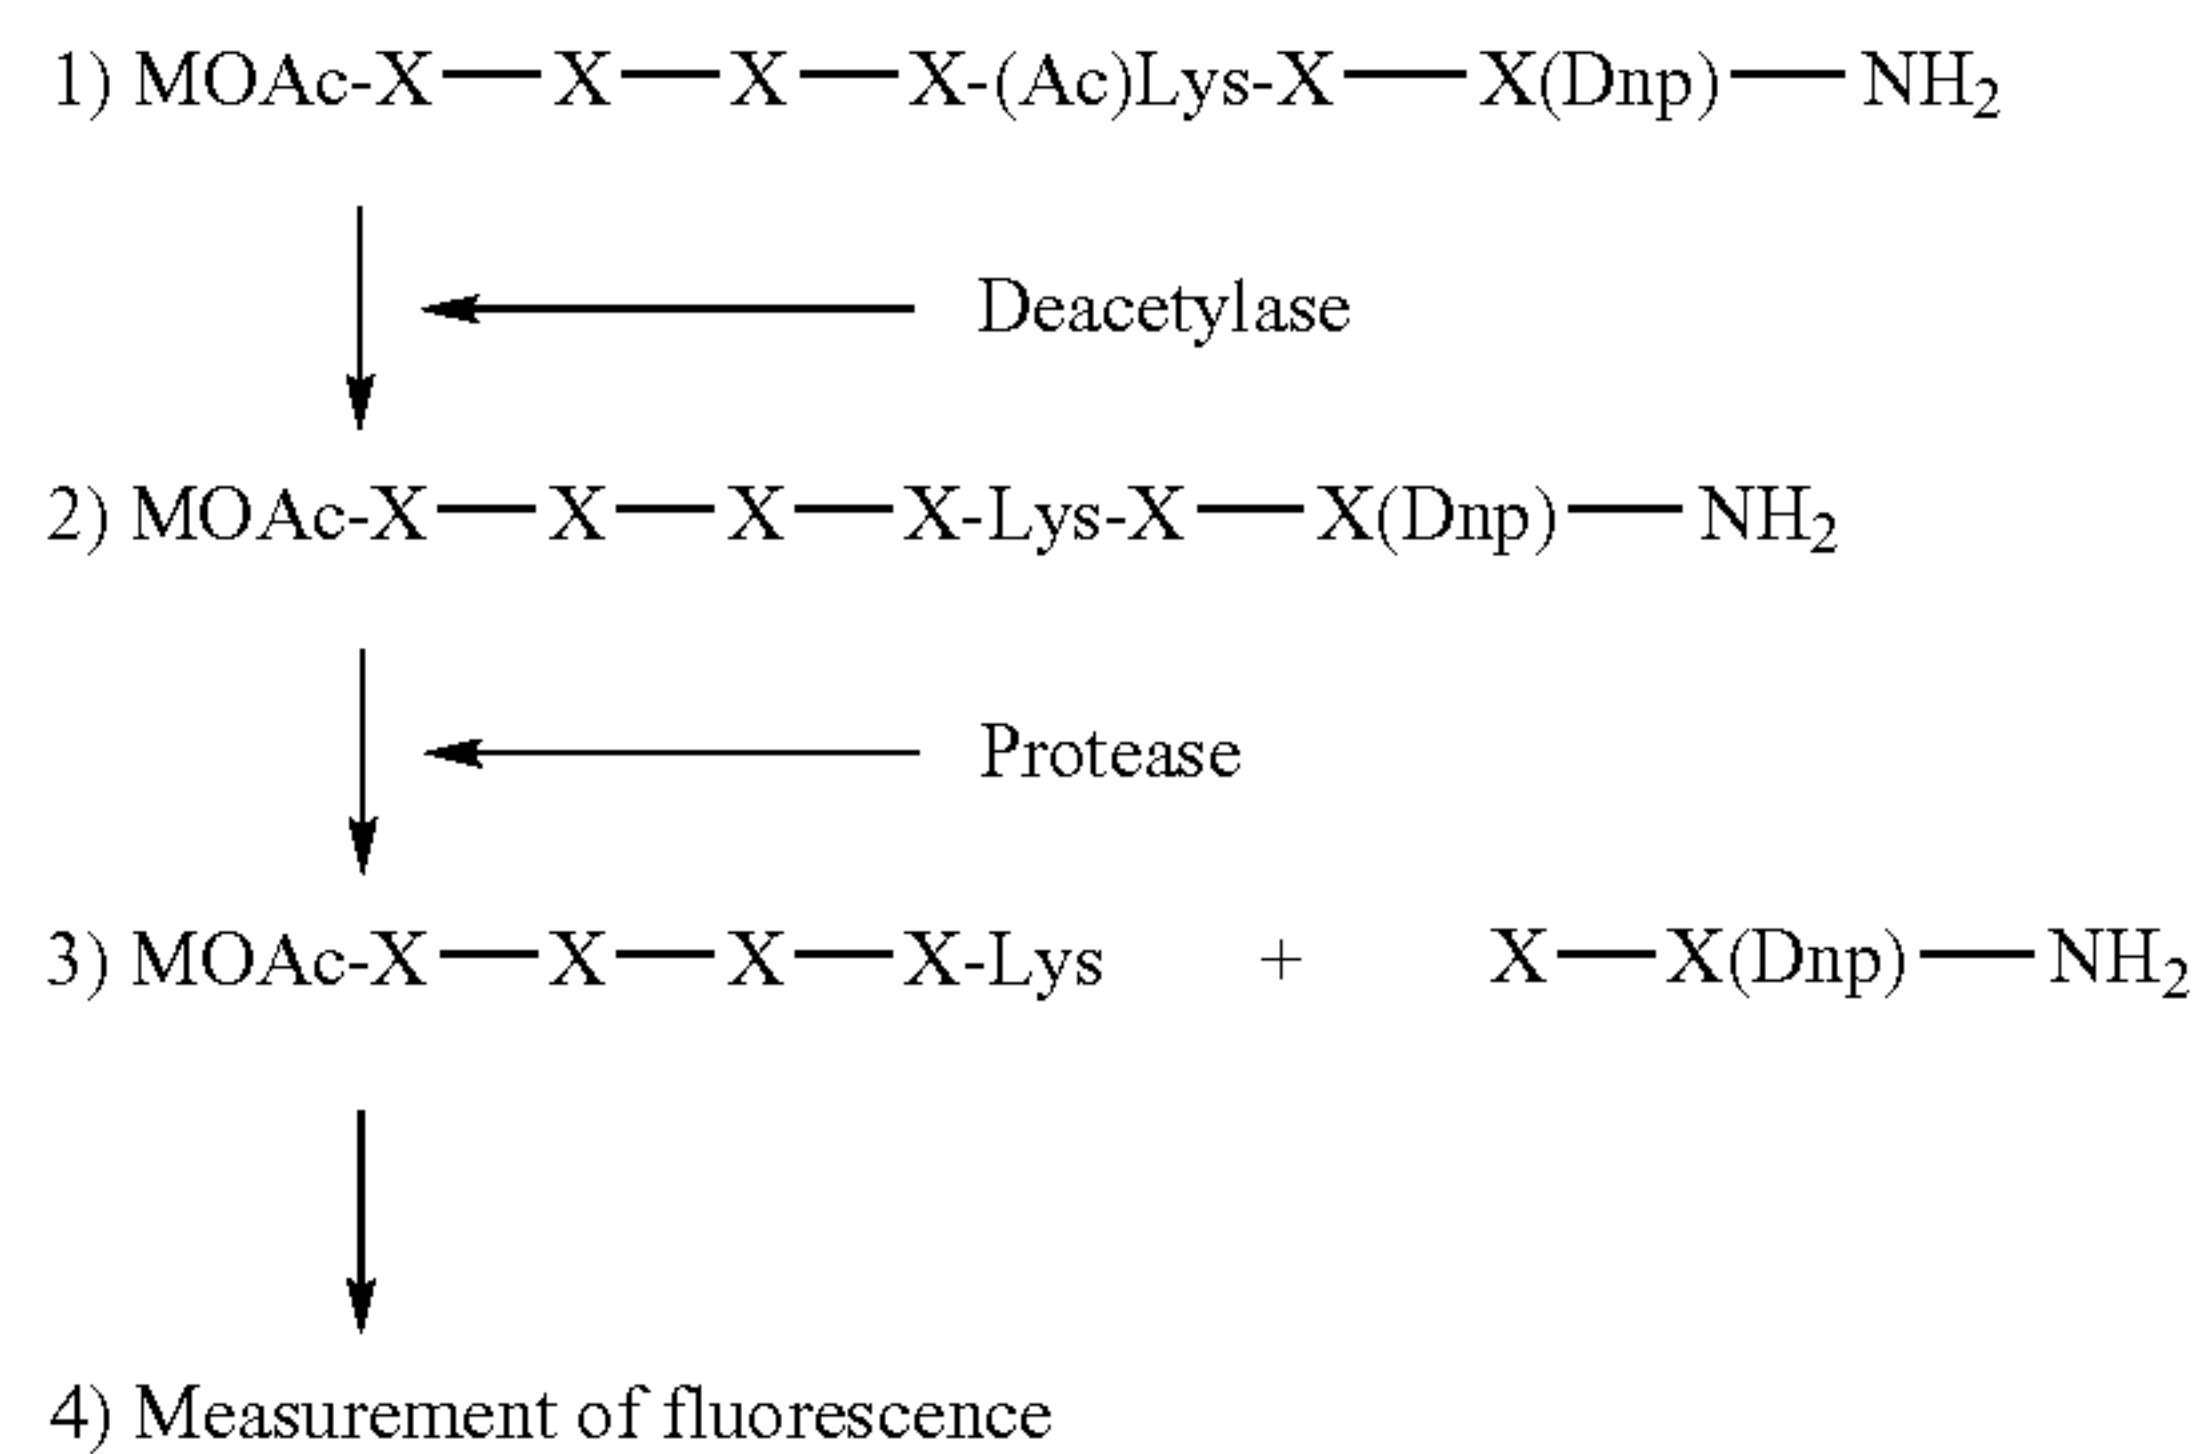 1) MOAc-X—X—X—X-(Ac)Lys-X—X(Dnp)—NH₂
Deacetylase
2) MOAc-X—X—X—X-Lys-X—X(Dnp)—NH₂
Protease
3) MOAc-X—X—X—X-Lys + X—X(Dnp)—NH₂
4) Measurement of fluorescence